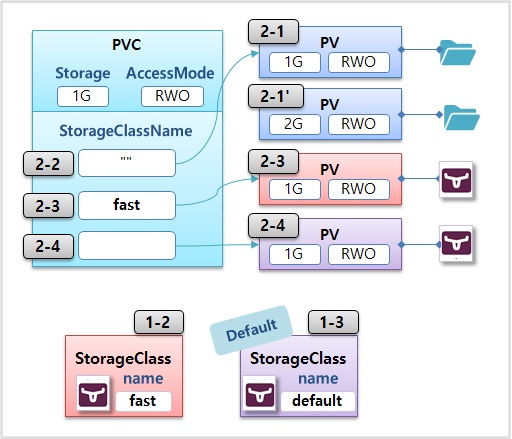 PVC
Storage AccessMode
1G RWO
StorageClassName
2-2 ""
2-3 fast
2-4
2-1
PV
1G RWO
2-1'
PV
2G RWO
2-3
PV
1G RWO
2-4
PV
1G RWO
1-2
StorageClass
name
fast
Default
1-3
StorageClass
name
default